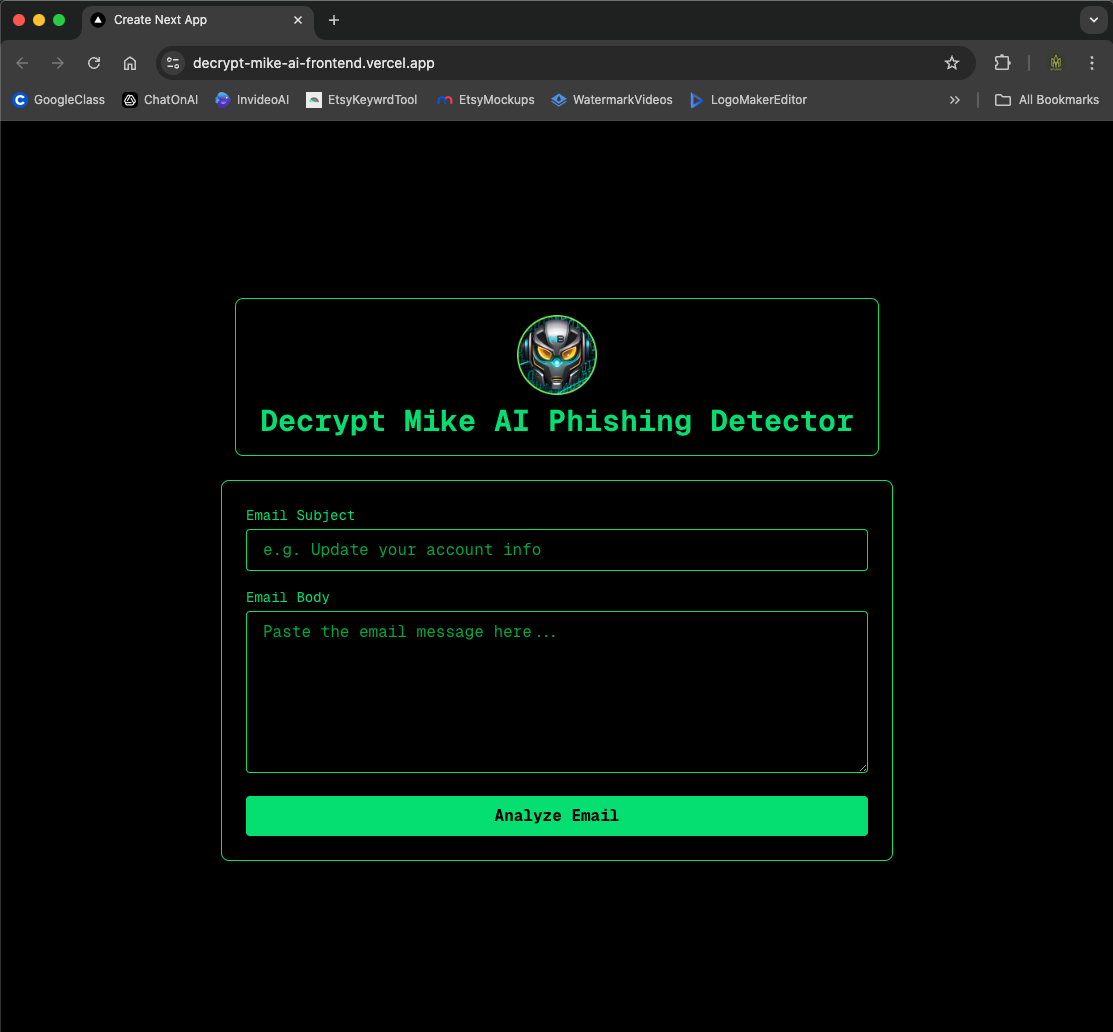 Create Next App
decrypt-mike-ai-frontend.vercel.app
GoogleClass ChatOnAI InvideoAI EtsyKeywrdTool EtsyMockups WatermarkVideos LogoMakerEditor All Bookmarks
Decrypt Mike AI Phishing Detector
Email Subject
e.g. Update your account info
Email Body
Paste the email message here...
Analyze Email